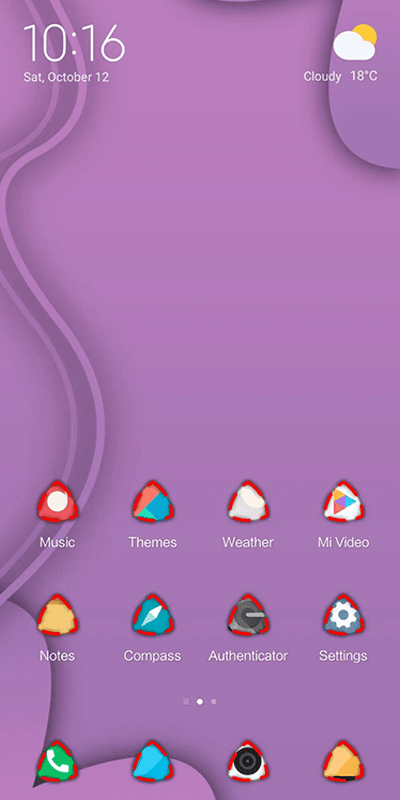 10:16
Sat, October 12
Cloudy 18°C
Music Themes Weather Mi Video
Notes Compass Authenticator Settings